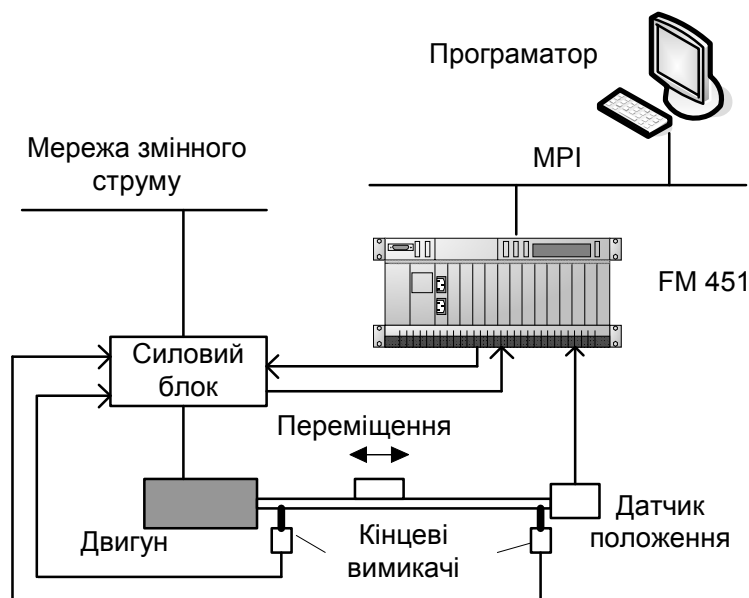 Програматор
Мережа змінного
струму
MPI
FM 451
Силовий
блок
Переміщення
Двигун
Кінцеві
вимикачі
Датчик
положення